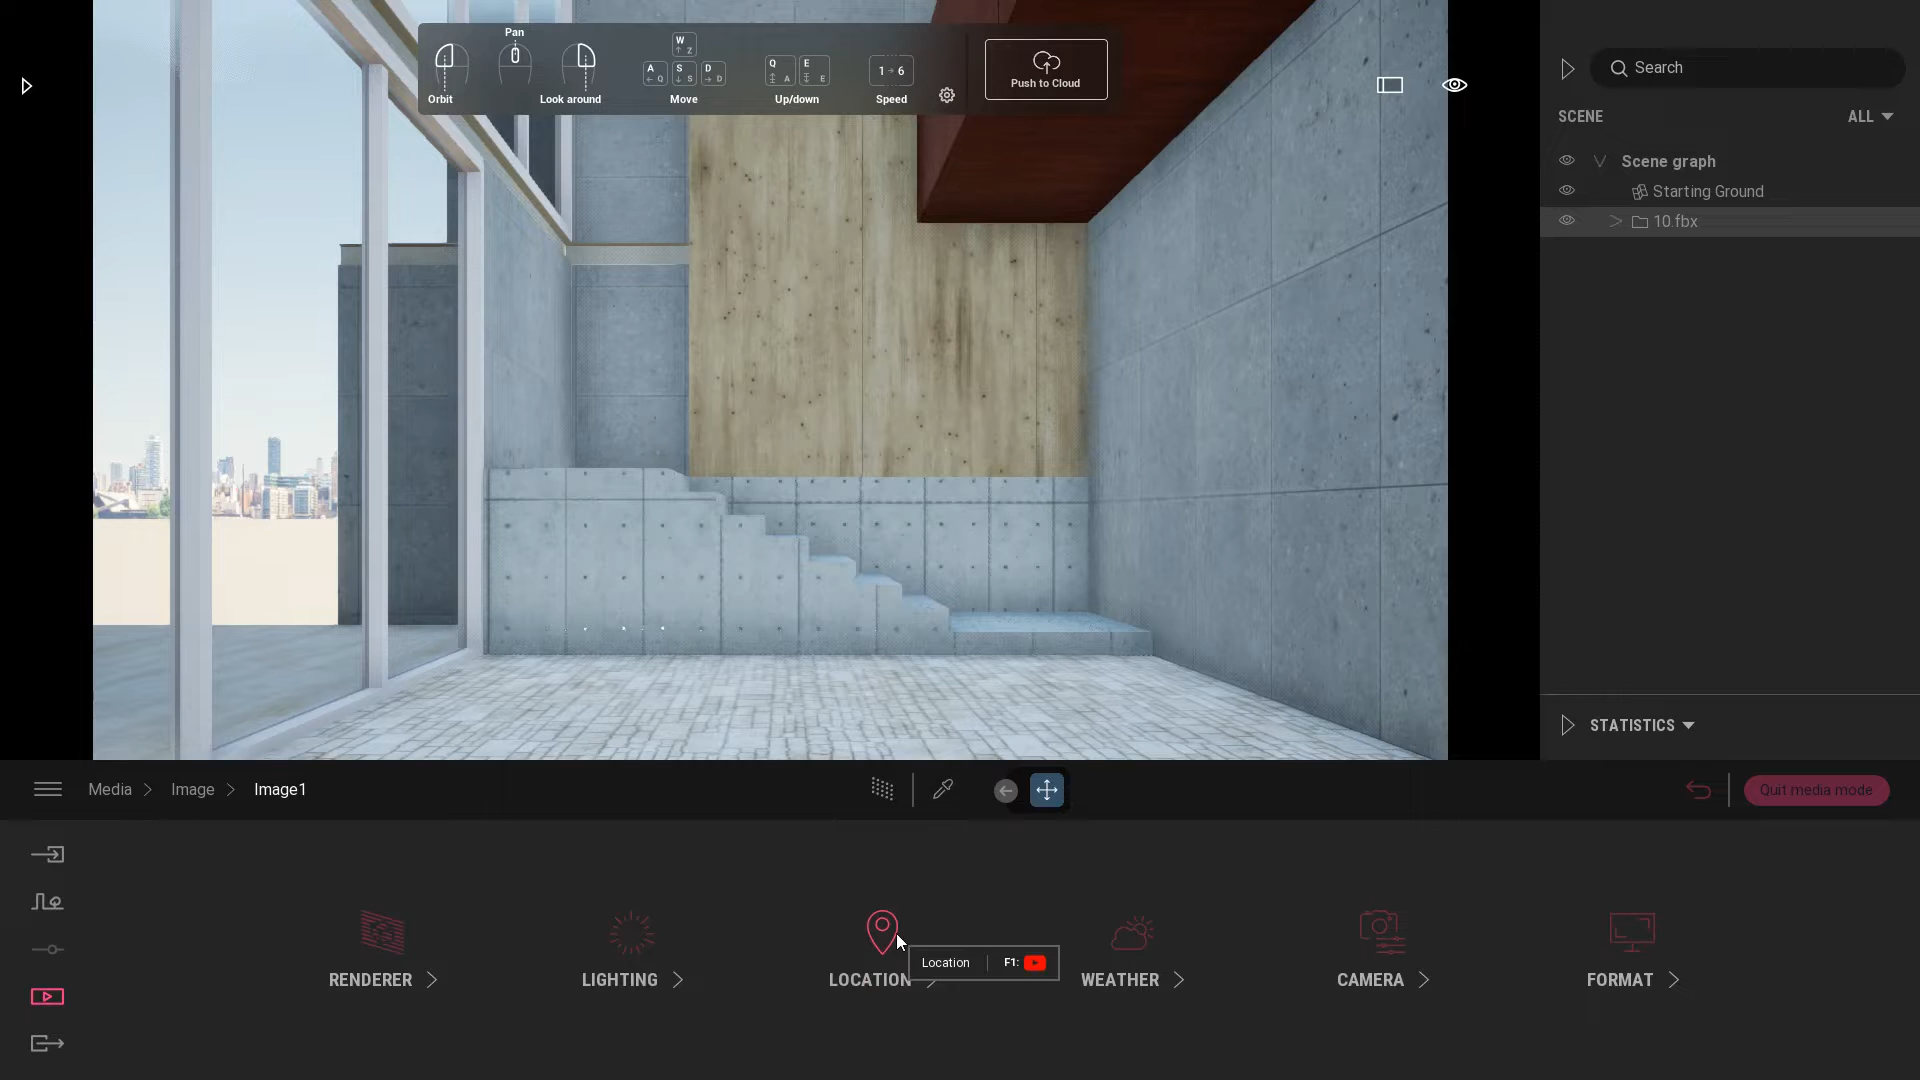 Pan
W
↑ Z
A
← Q
S
↓ S
D
→ D
Q
A
E
E
1 → 6
Orbit
Look around
Move
Up/down
Speed
Push to Cloud
Search
SCENE
ALL
Scene graph
Starting Ground
10.fbx
STATISTICS
Media
Image
Image1
Quit media mode
Location
F1:
RENDERER
LIGHTING
LOCATION
WEATHER
CAMERA
FORMAT